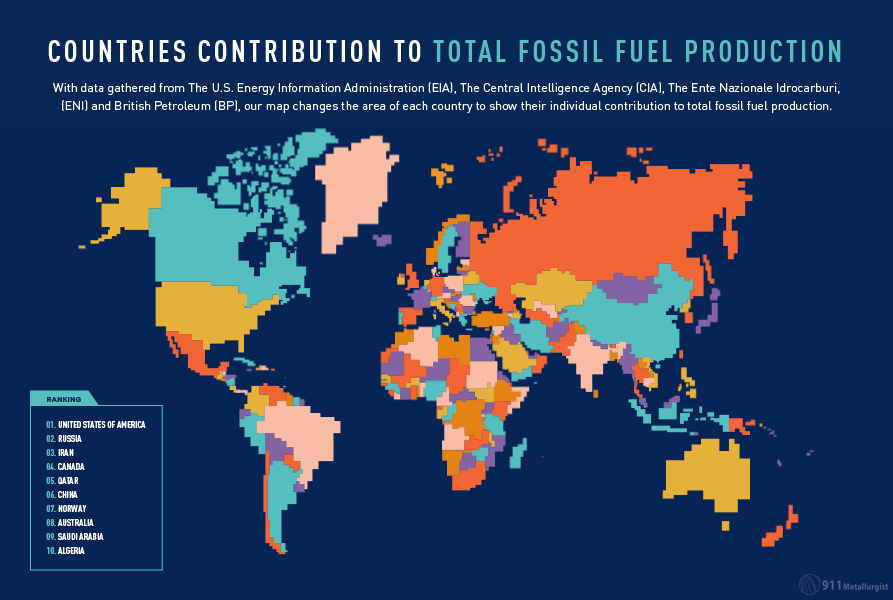 COUNTRIES CONTRIBUTION TO TOTAL FOSSIL FUEL PRODUCTION
With data gathered from The U.S. Energy Information Administration (EIA), The Central Intelligence Agency (CIA), The Ente Nazionale Idrocarburi,
(ENI) and British Petroleum (BP), our map changes the area of each country to show their individual contribution to total fossil fuel production.
RANKING
01. UNITED STATES OF AMERICA
02. RUSSIA
03. IRAN
04. CANADA
05. QATAR
06. CHINA
07. NORWAY
08. AUSTRALIA
09. SAUDI ARABIA
10. ALGERIA
911Metallurgist